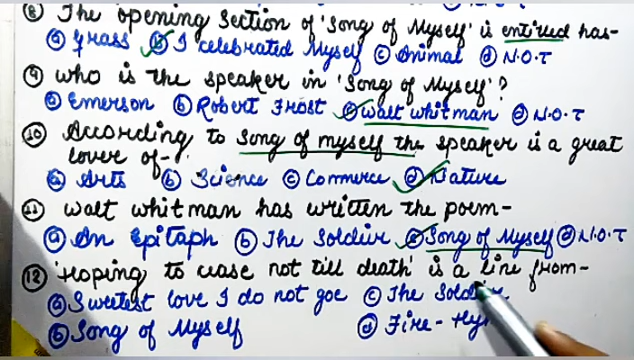 ⑧ The opening section of 'Song of Myself' is entitled has-
ⓐ Grass ⓑ I celebrated Myself ⓒ Animal ⓓ N.O.T
⑨ Who is the speaker in 'Song of Myself'?
ⓐ Emerson ⓑ Robert Frost ⓒ Walt Whitman ⓓ N.O.T
⑩ According to Song of myself the speaker is a great
lover of-
ⓐ Arts ⓑ Science ⓒ Commerce ⓓ Nature
⑪ Walt Whitman has written the poem-
ⓐ An Epitaph ⓑ The Soldier ⓒ Song of Myself ⓓ N.O.T
⑫ 'Hoping to cease not till death' is a line from-
ⓐ Sweetest love I do not goe ⓒ The
ⓑ Song of Myself ⓓ Fire-